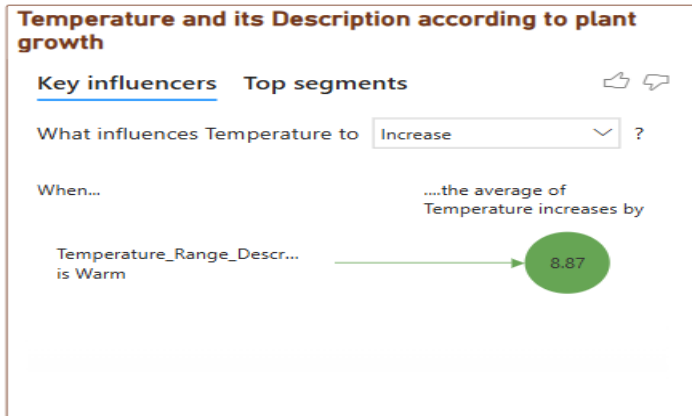 Temperature and its Description according to plant
growth
Key influencers Top segments
What influences Temperature to Increase ?
When...
....the average of
Temperature increases by
Temperature_Range_Descr...
is Warm
8.87